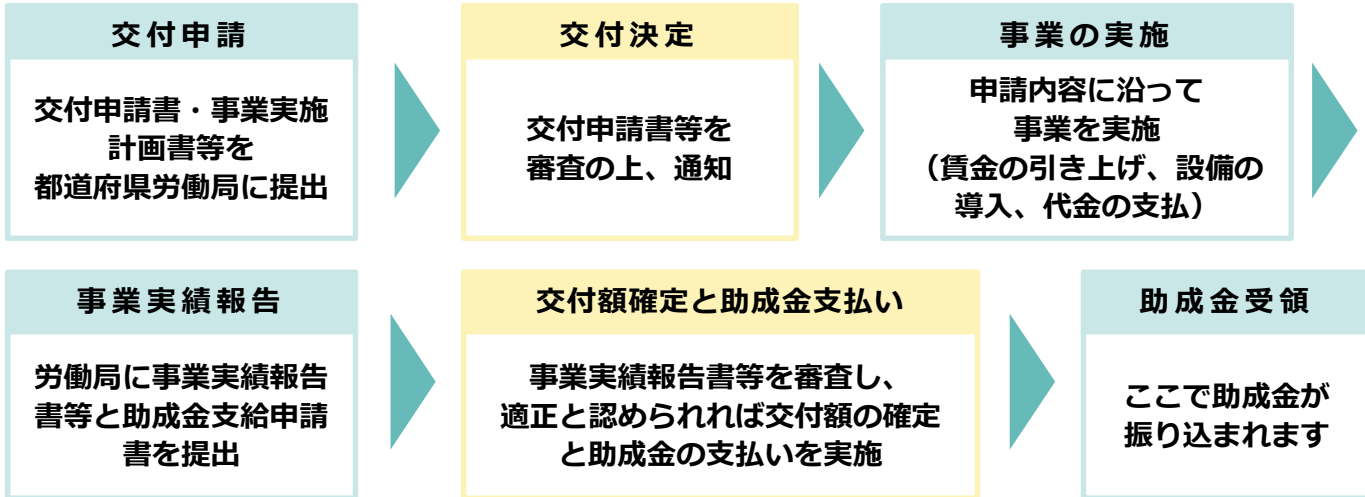 交付申請
交付申請書・事業実施
計画書等を
都道府県労働局に提出
交付決定
交付申請書等を
審査の上、通知
事業の実施
申請内容に沿って
事業を実施
（賃金の引き上げ、設備の
導入、代金の支払）
事業実績報告
労働局に事業実績報告
書等と助成金支給申請
書を提出
交付額確定と助成金支払い
事業実績報告書等を審査し、
適正と認められれば交付額の確定
と助成金の支払いを実施
助成金受領
ここで助成金が
振り込まれます